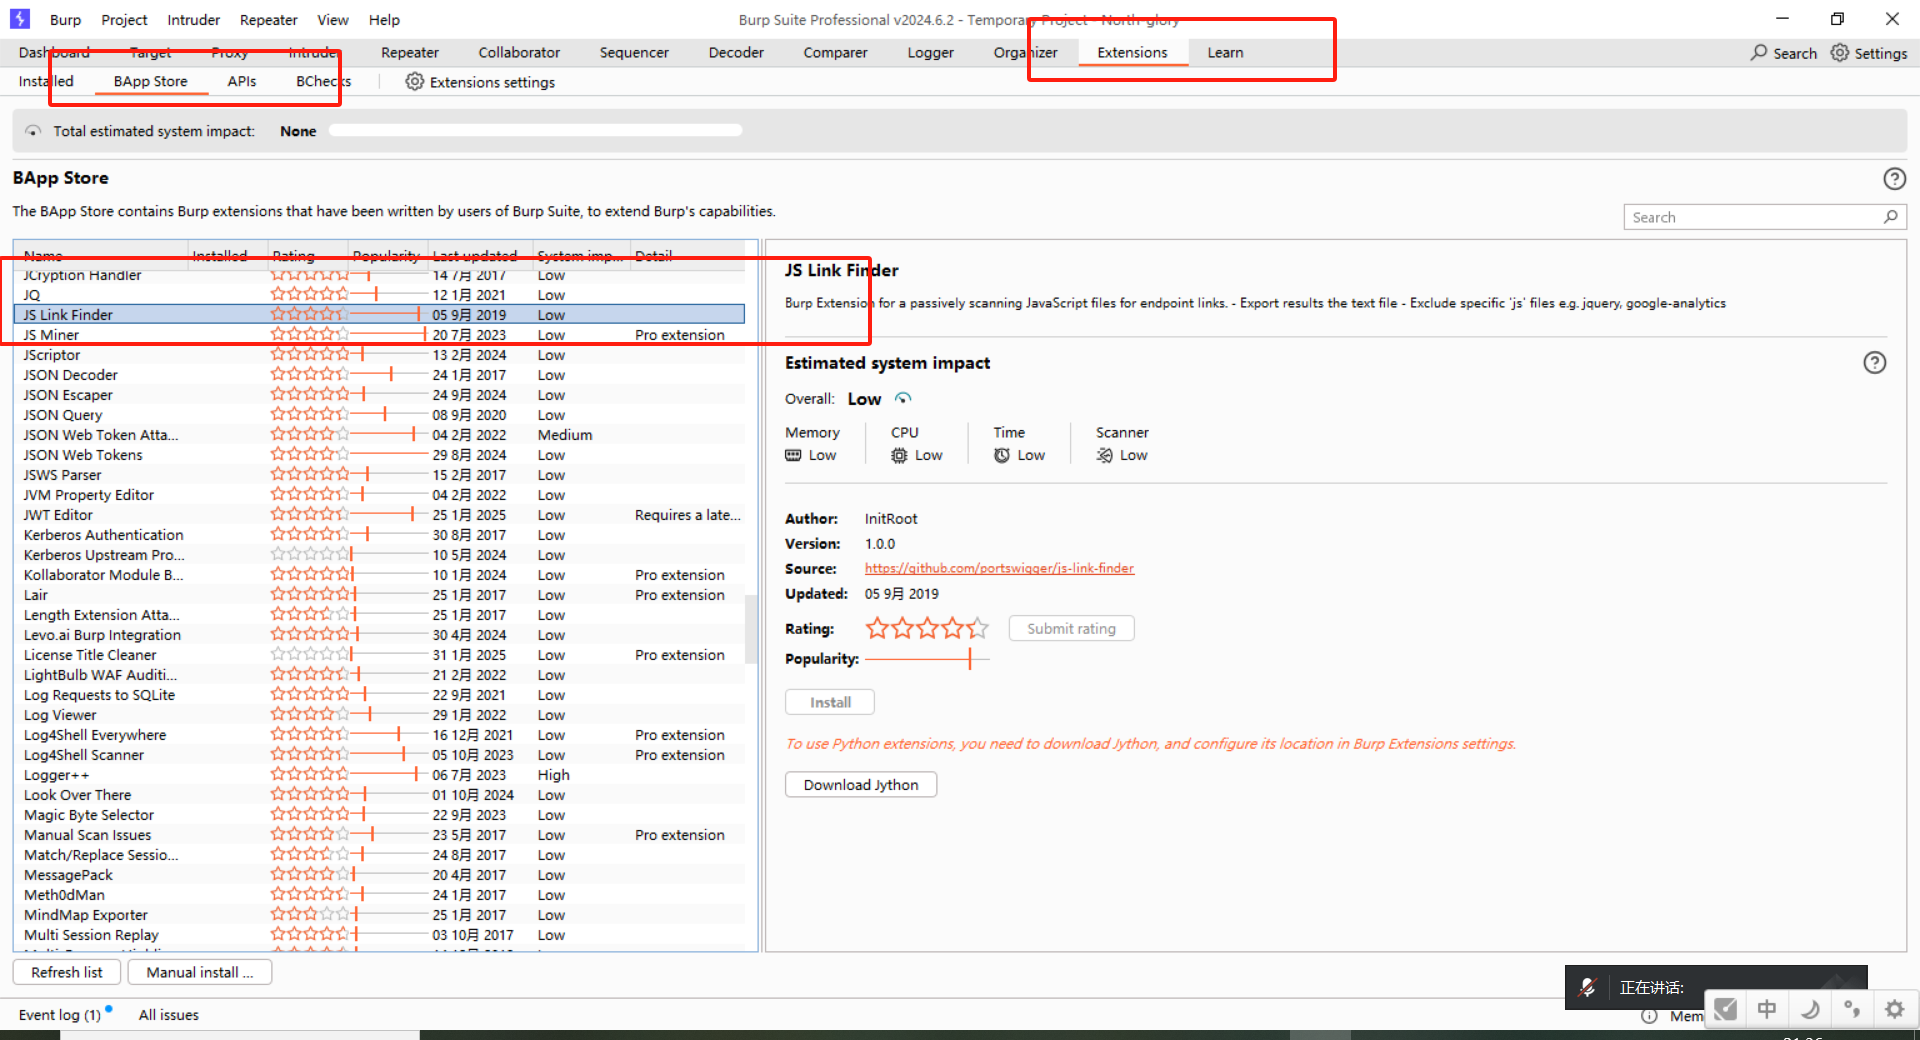 Burp Project Intruder Repeater View Help
Burp Suite Professional v2024.6.2 - Temporary Project - North-glory
Dashboard Target Proxy Intruder Repeater Collaborator Sequencer Decoder Comparer Logger Organizer Extensions Learn
Search Settings
Installed BApp Store APIs BChecks Extensions settings
Total estimated system impact: None
BApp Store
The BApp Store contains Burp extensions that have been written by users of Burp Suite, to extend Burp's capabilities.
Search
Name Installed Rating Popularity Last updated System imp... Detail
JCryption Handler 14 7月 2017 Low
JQ 12 1月 2021 Low
JS Link Finder 05 9月 2019 Low
JS Miner 20 7月 2023 Low Pro extension
JScriptor 13 2月 2024 Low
JSON Decoder 24 1月 2017 Low
JSON Escaper 24 9月 2024 Low
JSON Query 08 9月 2020 Low
JSON Web Token Atta... 04 2月 2022 Medium
JSON Web Tokens 29 8月 2024 Low
JSWS Parser 15 2月 2017 Low
JVM Property Editor 04 2月 2022 Low
JWT Editor 25 1月 2025 Low Requires a late...
Kerberos Authentication 30 8月 2017 Low
Kerberos Upstream Pro... 10 5月 2024 Low
Kollaborator Module B... 10 1月 2024 Low Pro extension
Lair 25 1月 2017 Low Pro extension
Length Extension Atta... 25 1月 2017 Low
Levo.ai Burp Integration 30 4月 2024 Low
License Title Cleaner 31 1月 2025 Low Pro extension
LightBulb WAF Auditi... 21 2月 2022 Low
Log Requests to SQLite 22 9月 2021 Low
Log Viewer 29 1月 2022 Low
Log4Shell Everywhere 16 12月 2021 Low Pro extension
Log4Shell Scanner 05 10月 2023 Low Pro extension
Logger++ 06 7月 2023 High
Look Over There 01 10月 2024 Low
Magic Byte Selector 22 9月 2023 Low
Manual Scan Issues 23 5月 2017 Low Pro extension
Match/Replace Sessio... 24 8月 2017 Low
MessagePack 20 4月 2017 Low
Meth0dMan 24 1月 2017 Low
MindMap Exporter 25 1月 2017 Low
Multi Session Replay 03 10月 2017 Low
JS Link Finder
Burp Extension for a passively scanning JavaScript files for endpoint links. - Export results the text file - Exclude specific 'js' files e.g. jquery, google-analytics
Estimated system impact
Overall: Low
Memory CPU Time Scanner
Low Low Low Low
Author: InitRoot
Version: 1.0.0
Source: https://github.com/portswigger/js-link-finder
Updated: 05 9月 2019
Rating: Submit rating
Popularity:
Install
To use Python extensions, you need to download Jython, and configure its location in Burp Extensions settings.
Download Jython
Refresh list Manual install ...
正在讲话:
Event log (1) All issues
Mem
中